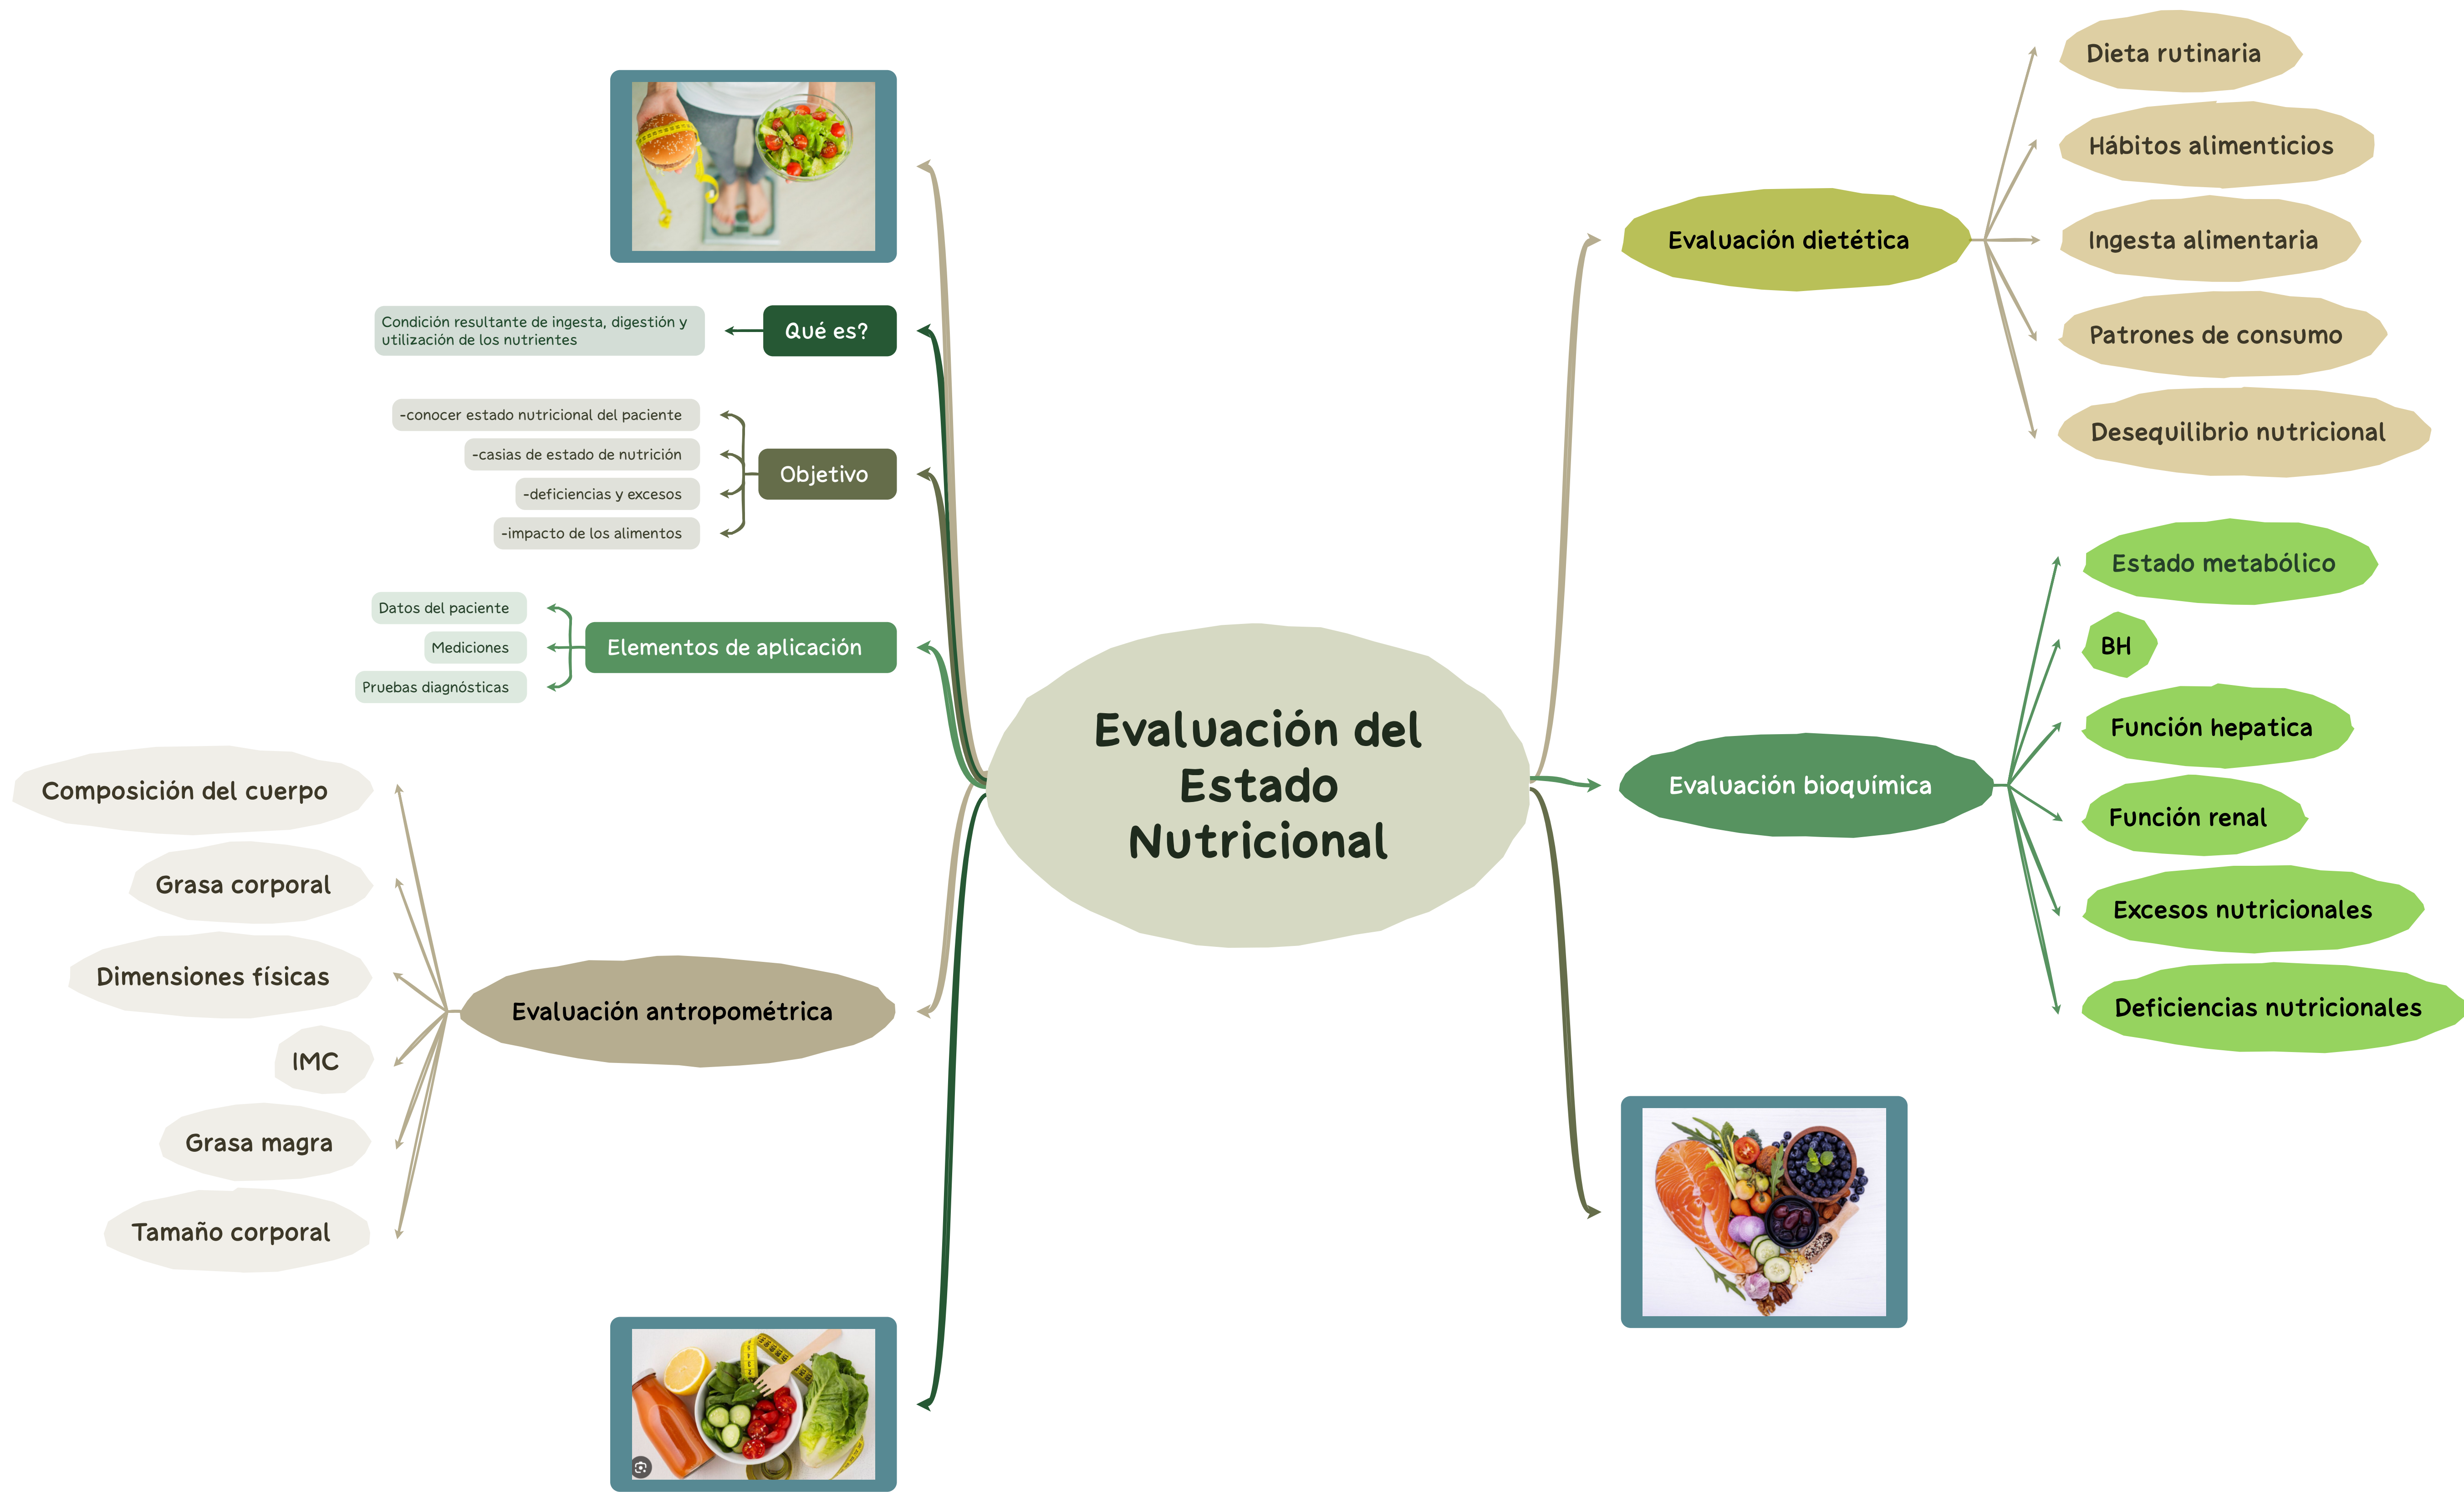 Evaluación del
Estado
Nutricional
Qué es?
Condición resultante de ingesta, digestión y
utilización de los nutrientes
Objetivo
-conocer estado nutricional del paciente
-casias de estado de nutrición
-deficiencias y excesos
-impacto de los alimentos
Elementos de aplicación
Datos del paciente
Mediciones
Pruebas diagnósticas
Evaluación antropométrica
Composición del cuerpo
Grasa corporal
Dimensiones físicas
IMC
Grasa magra
Tamaño corporal
Evaluación dietética
Dieta rutinaria
Hábitos alimenticios
Ingesta alimentaria
Patrones de consumo
Desequilibrio nutricional
Evaluación bioquímica
Estado metabólico
BH
Función hepatica
Función renal
Excesos nutricionales
Deficiencias nutricionales